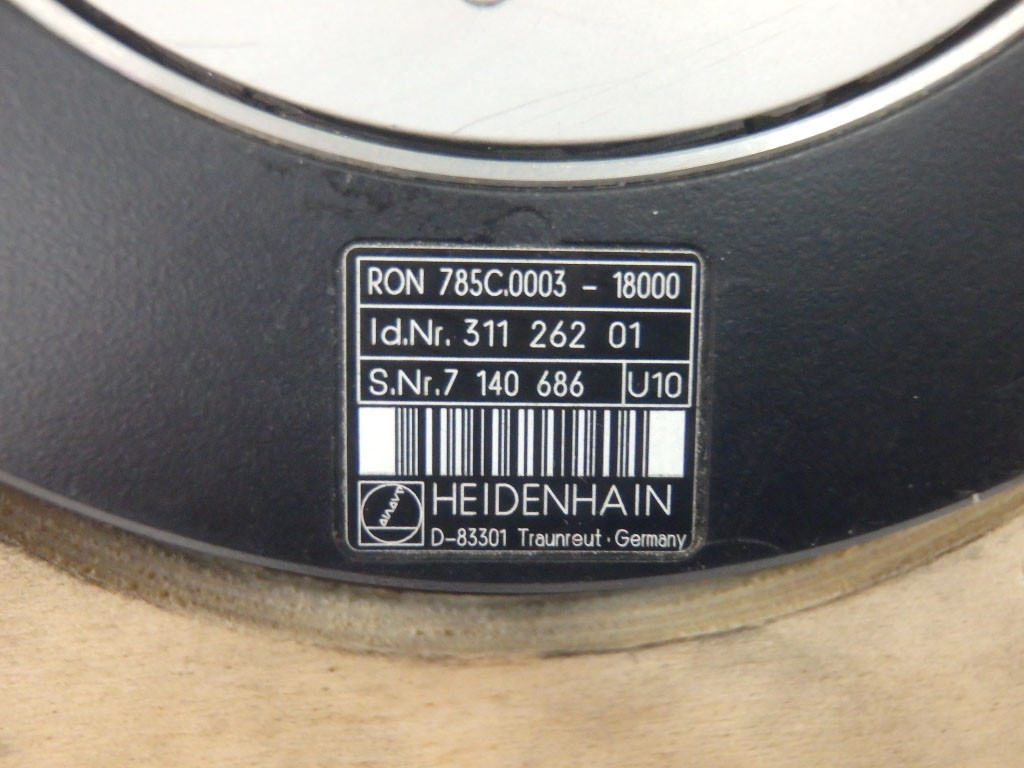 RON 785C.0003 - 18000
Id.Nr. 311 262 01
S.Nr.7 140 686 U10
HEIDENHAIN
D-83301 Traunreut · Germany